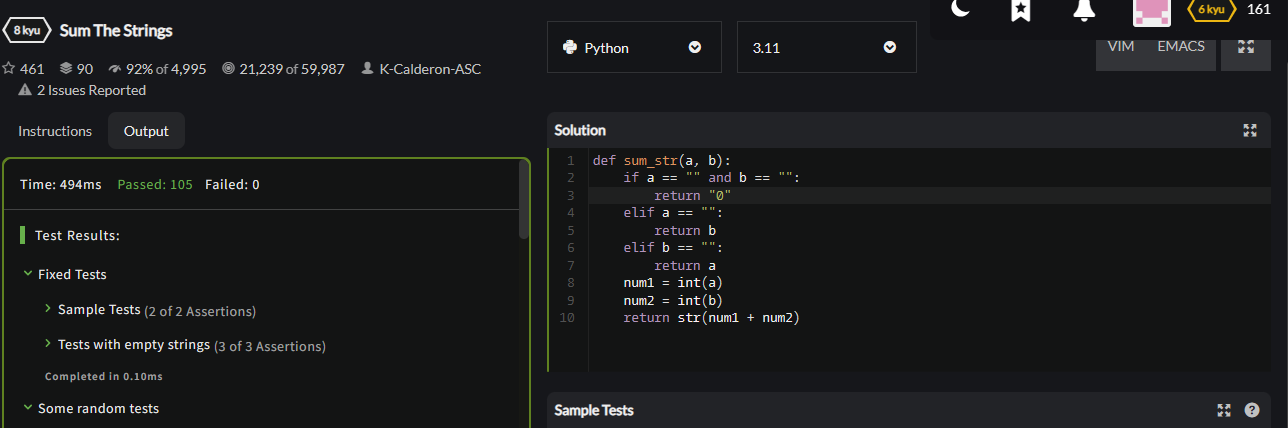 8 kyu Sum The Strings
461 90 92% of 4,995 21,239 of 59,987 K-Calderon-ASC
2 Issues Reported
Instructions Output
Time: 494ms Passed: 105 Failed: 0
Test Results:
Fixed Tests
Sample Tests (2 of 2 Assertions)
Tests with empty strings (3 of 3 Assertions)
Completed in 0.10ms
Some random tests
6 kyu 161
Python 3.11 VIM EMACS
Solution
1 def sum_str(a, b):
2 if a == "" and b == "":
3 return "0"
4 elif a == "":
5 return b
6 elif b == "":
7 return a
8 num1 = int(a)
9 num2 = int(b)
10 return str(num1 + num2)
Sample Tests ?